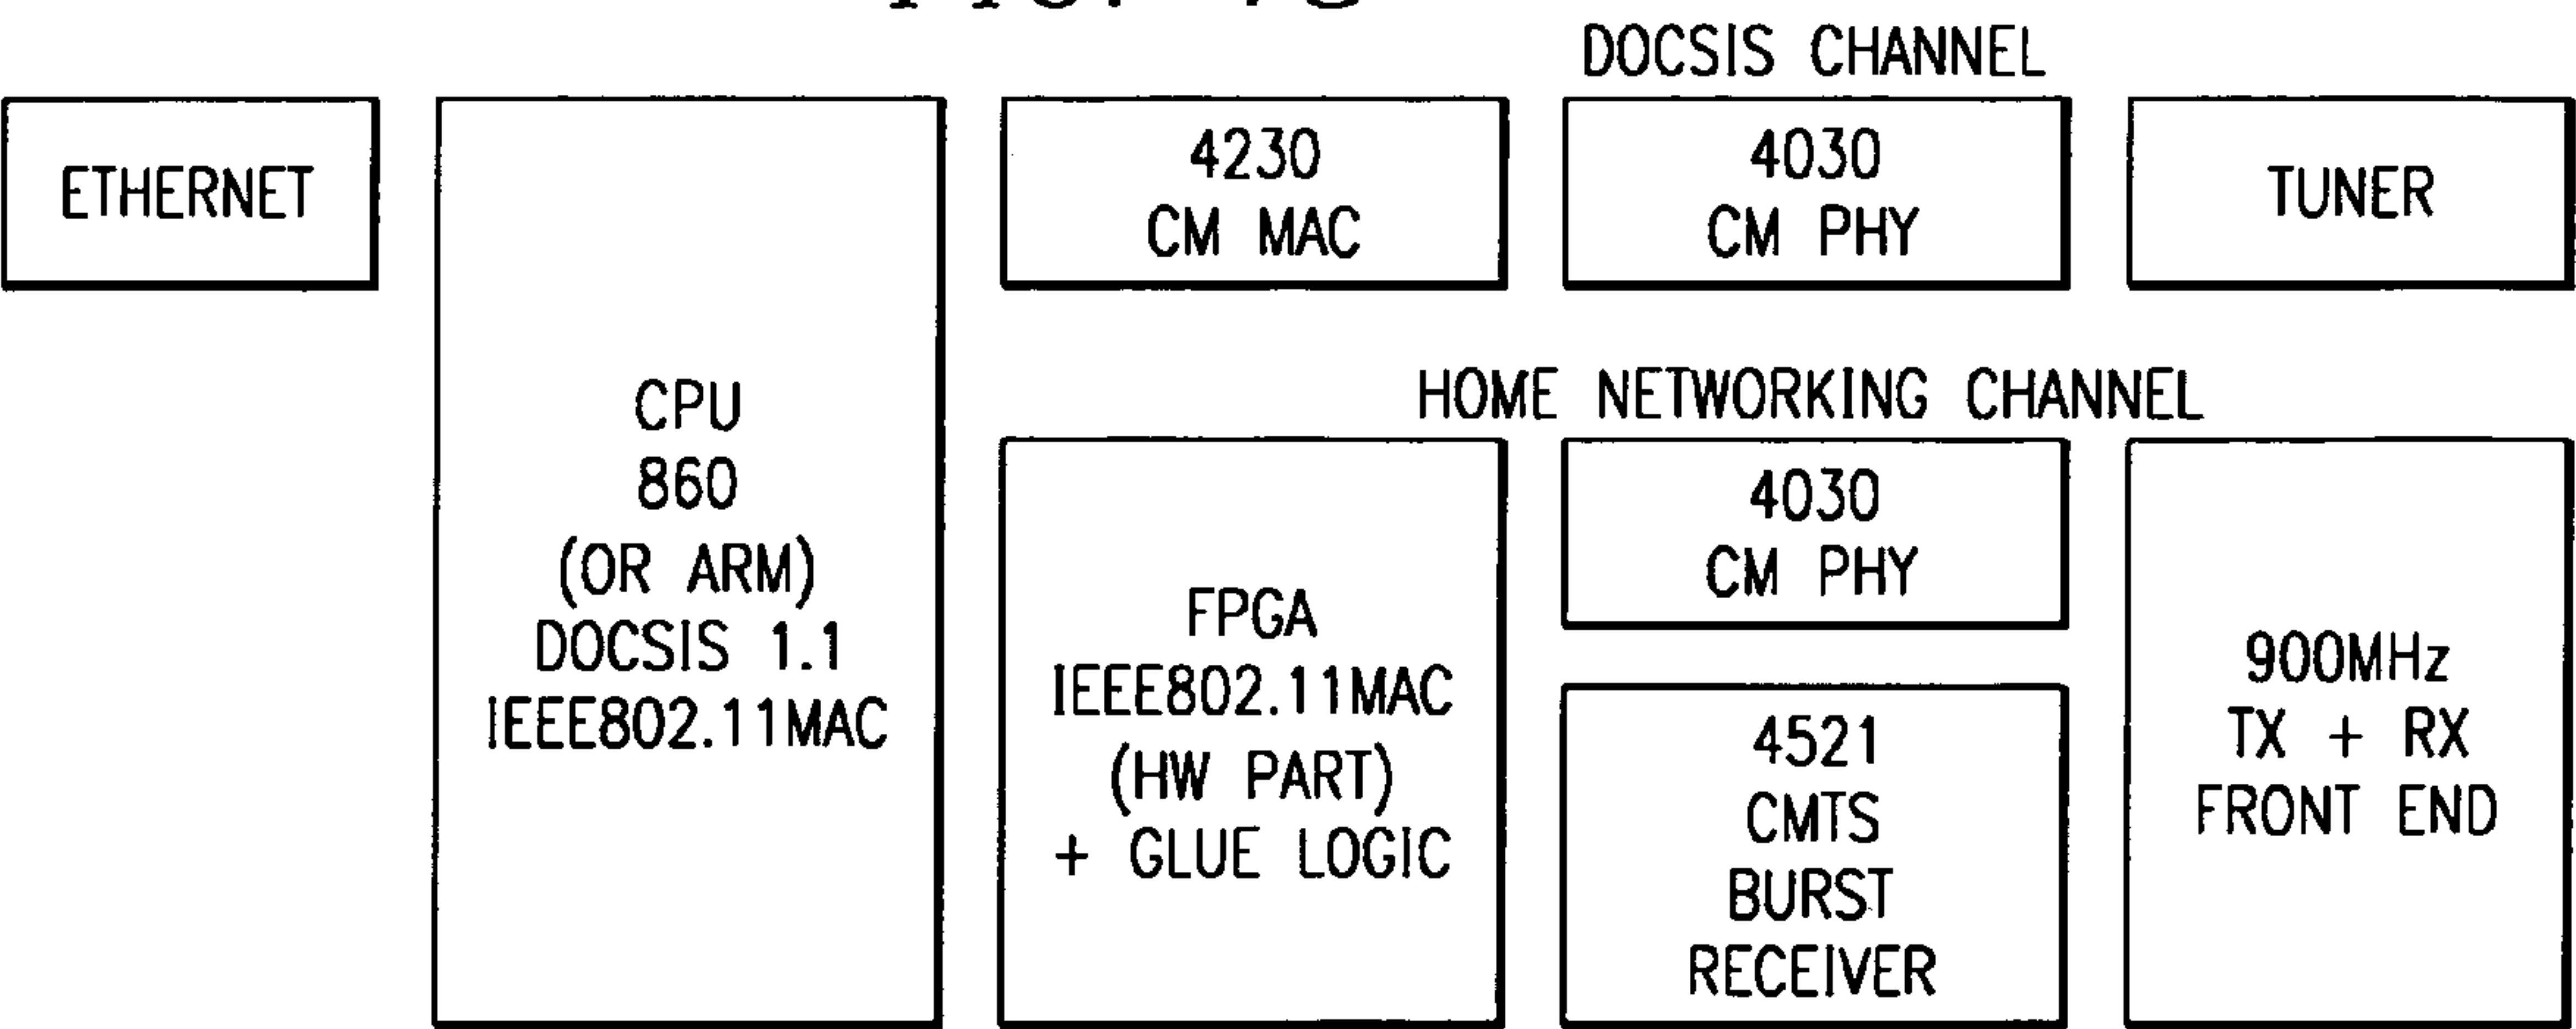 DOCSIS CHANNEL
ETHERNET
CPU
860
(OR ARM)
DOCSIS 1.1
IEEE802.11MAC
4230
CM MAC
4030
CM PHY
TUNER
HOME NETWORKING CHANNEL
FPGA
IEEE802.11MAC
(HW PART)
+ GLUE LOGIC
4030
CM PHY
4521
CMTS
BURST
RECEIVER
900MHz
TX + RX
FRONT END